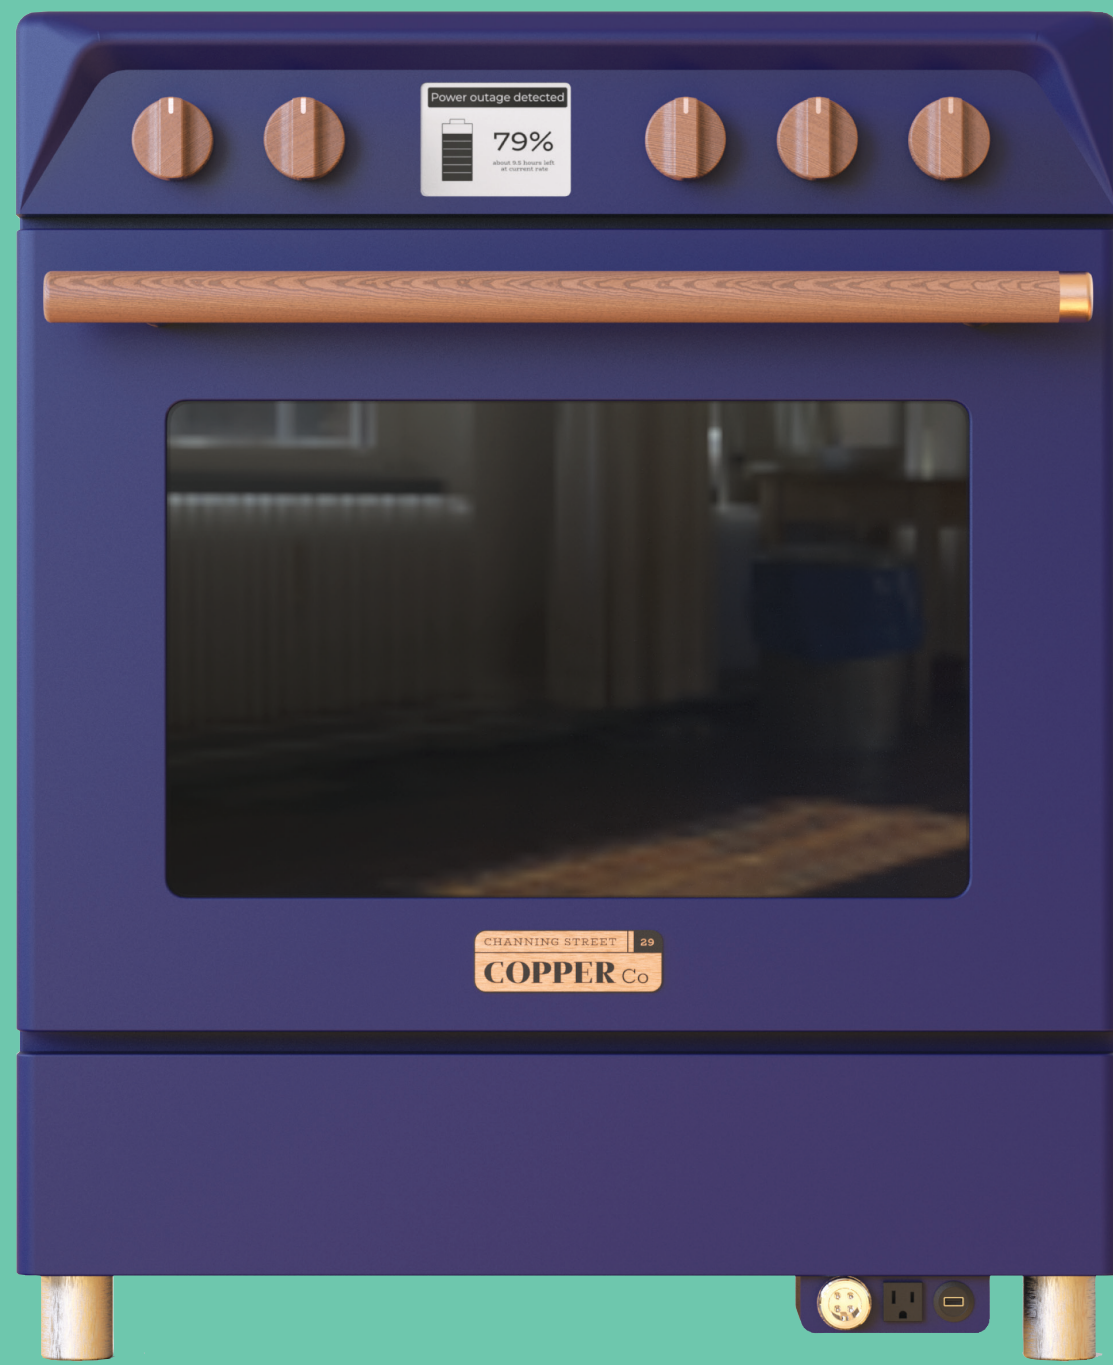 Power outage detected
79%
about 9.5 hours left
at current rate
CHANNING STREET 29
COPPER Co